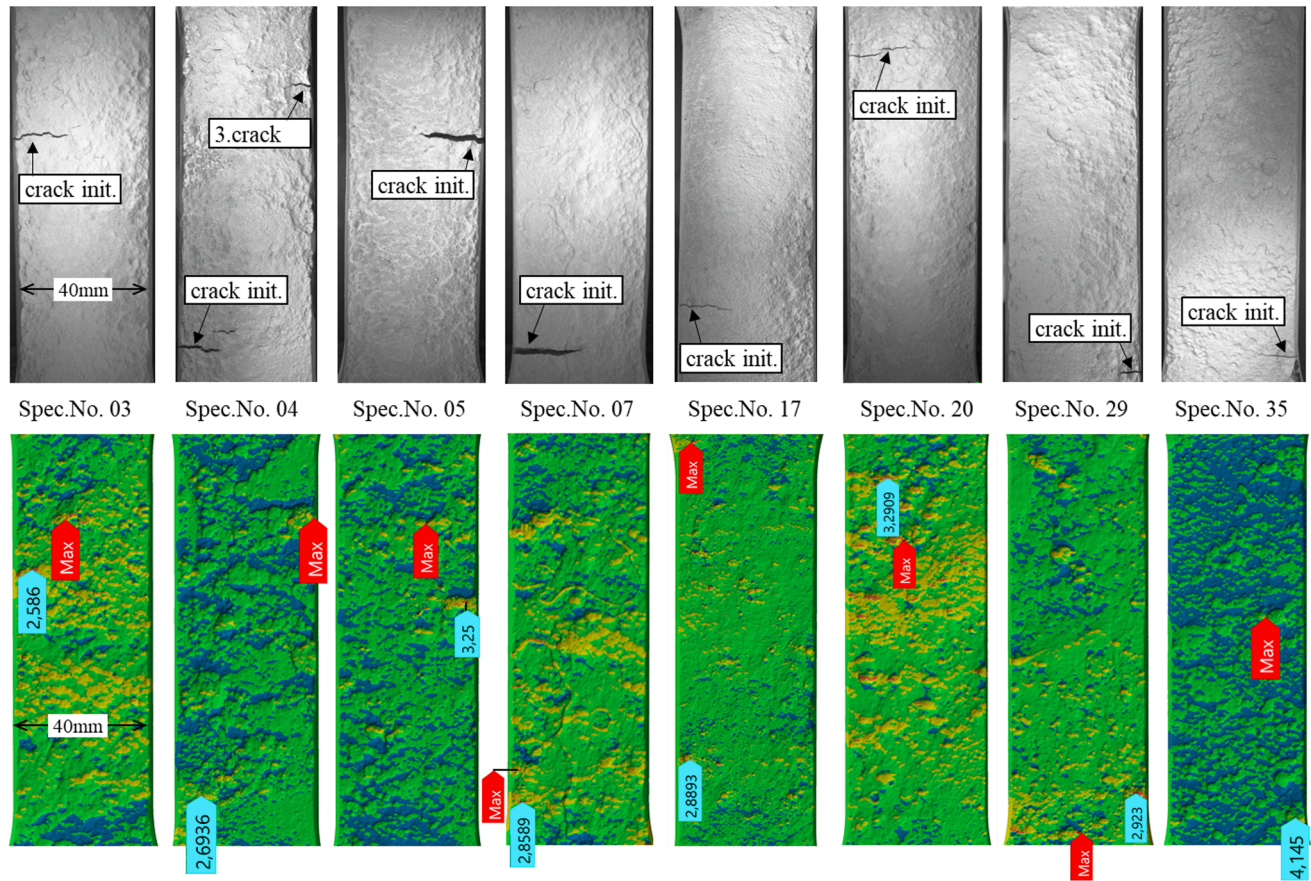 3.crack
crack init.
crack init.
crack init.
40mm
crack init.
crack init.
crack init.
crack init.
crack init.
crack init.
Spec.No. 03
Spec.No. 04
Spec.No. 05
Spec.No. 07
Spec.No. 17
Spec.No. 20
Spec.No. 29
Spec.No. 35
Max
2,586
40mm
Max
2,6936
Max
3,25
Max
2,8589
Max
2,8893
3,2909
Max
2,923
Max
Max
4,145